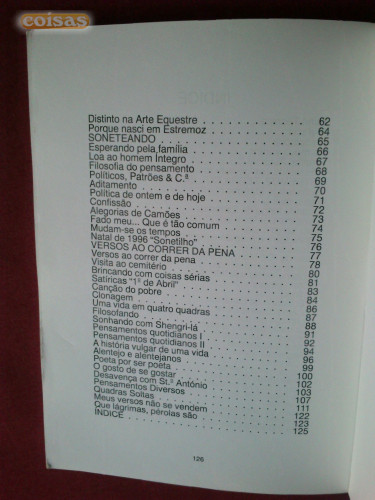 coisas
Distinto na Arte Equestre . . . . . . . . . . . . . . . . 62
Porque nasci em Estremoz . . . . . . . . . . . . . . . . 64
SONETEANDO . . . . . . . . . . . . . . . . 65
Esperando pela família . . . . . . . . . . . . . . . . 66
Loa ao homem Íntegro . . . . . . . . . . . . . . . . 67
Filosofia do pensamento . . . . . . . . . . . . . . . . 68
Políticos, Patrões & C.ª . . . . . . . . . . . . . . . . 69
Aditamento . . . . . . . . . . . . . . . . 70
Política de ontem e de hoje . . . . . . . . . . . . . . . . 71
Confissão . . . . . . . . . . . . . . . . 72
Alegorias de Camões . . . . . . . . . . . . . . . . 73
Fado meu... Que é tão comum . . . . . . . . . . . . . . . . 74
Mudam-se os tempos . . . . . . . . . . . . . . . . 75
Natal de 1996 "Sonetilho" . . . . . . . . . . . . . . . . 76
VERSOS AO CORRER DA PENA . . . . . . . . . . . . . . . . 77
Versos ao correr da pena . . . . . . . . . . . . . . . . 78
Visita ao cemitério . . . . . . . . . . . . . . . . 80
Brincando com coisas sérias . . . . . . . . . . . . . . . . 81
Satíricas "1º de Abril" . . . . . . . . . . . . . . . . 83
Canção do pobre . . . . . . . . . . . . . . . . 84
Clonagem . . . . . . . . . . . . . . . . 86
Uma vida em quatro quadras . . . . . . . . . . . . . . . . 87
Filosofando . . . . . . . . . . . . . . . . 88
Sonhando com Shengri-lá . . . . . . . . . . . . . . . . 91
Pensamentos quotidianos I . . . . . . . . . . . . . . . . 92
Pensamentos quotidianos II . . . . . . . . . . . . . . . . 94
A história vulgar de uma vida . . . . . . . . . . . . . . . . 96
Alentejo e alentejanos . . . . . . . . . . . . . . . . 99
Poeta por ser poeta . . . . . . . . . . . . . . . . 100
O gosto de se gostar . . . . . . . . . . . . . . . . 102
Desavença com St.º António . . . . . . . . . . . . . . . . 103
Pensamentos Diversos . . . . . . . . . . . . . . . . 107
Quadras Soltas . . . . . . . . . . . . . . . . 111
Meus versos não se vendem . . . . . . . . . . . . . . . . 122
Que lágrimas, pérolas são . . . . . . . . . . . . . . . . 123
ÍNDICE . . . . . . . . . . . . . . . . 125
126